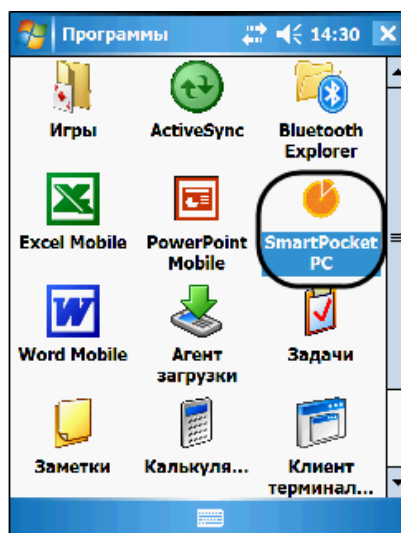 Программы 14:30
Игры ActiveSync Bluetooth
Explorer
Excel Mobile PowerPoint SmartPocket
Mobile PC
Word Mobile Агент Задачи
загрузки
Заметки Калькуля... Клиент
терминал...